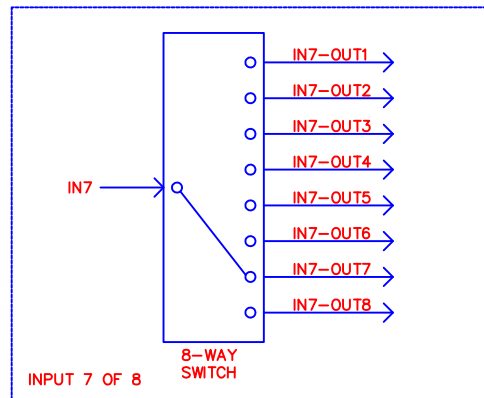 IN7-OUT1
IN7-OUT2
IN7-OUT3
IN7-OUT4
IN7
IN7-OUT5
IN7-OUT6
IN7-OUT7
IN7-OUT8
8-WAY
SWITCH
INPUT 7 OF 8